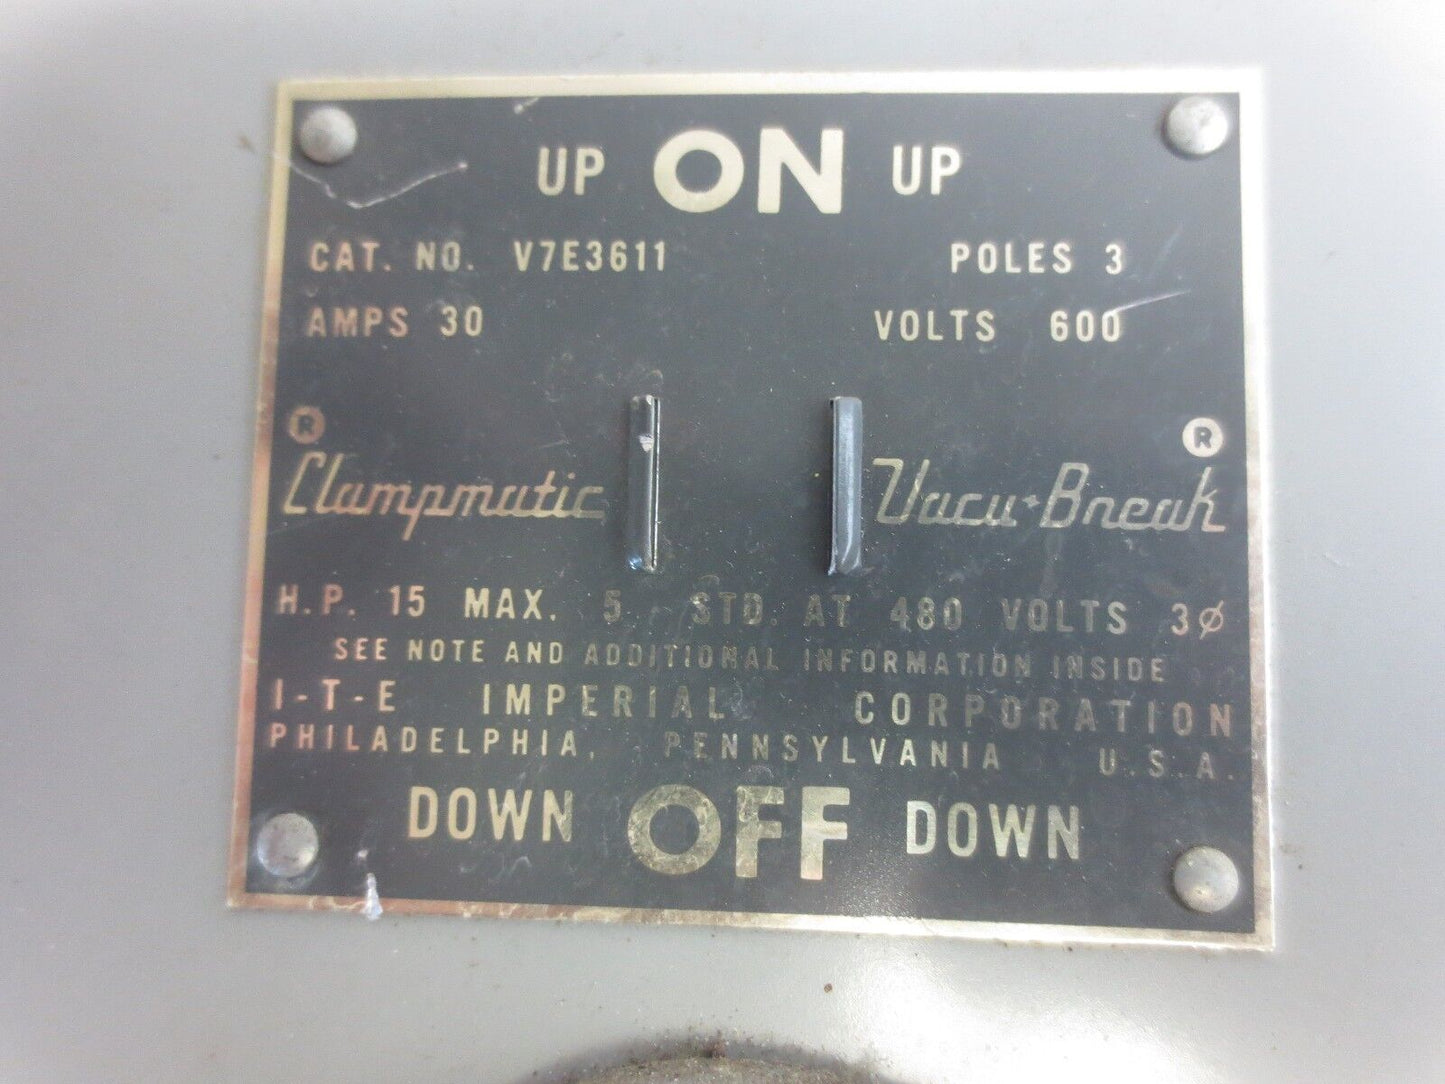 UP ON UP
CAT. NO. V7E3611 POLES 3
AMPS 30 VOLTS 600
® ®
Clampmatic Vacu-Break
H.P. 15 MAX. 5 STD. AT 480 VOLTS 3ø
SEE NOTE AND ADDITIONAL INFORMATION INSIDE
I-T-E IMPERIAL CORPORATION
PHILADELPHIA, PENNSYLVANIA U.S.A.
DOWN OFF DOWN